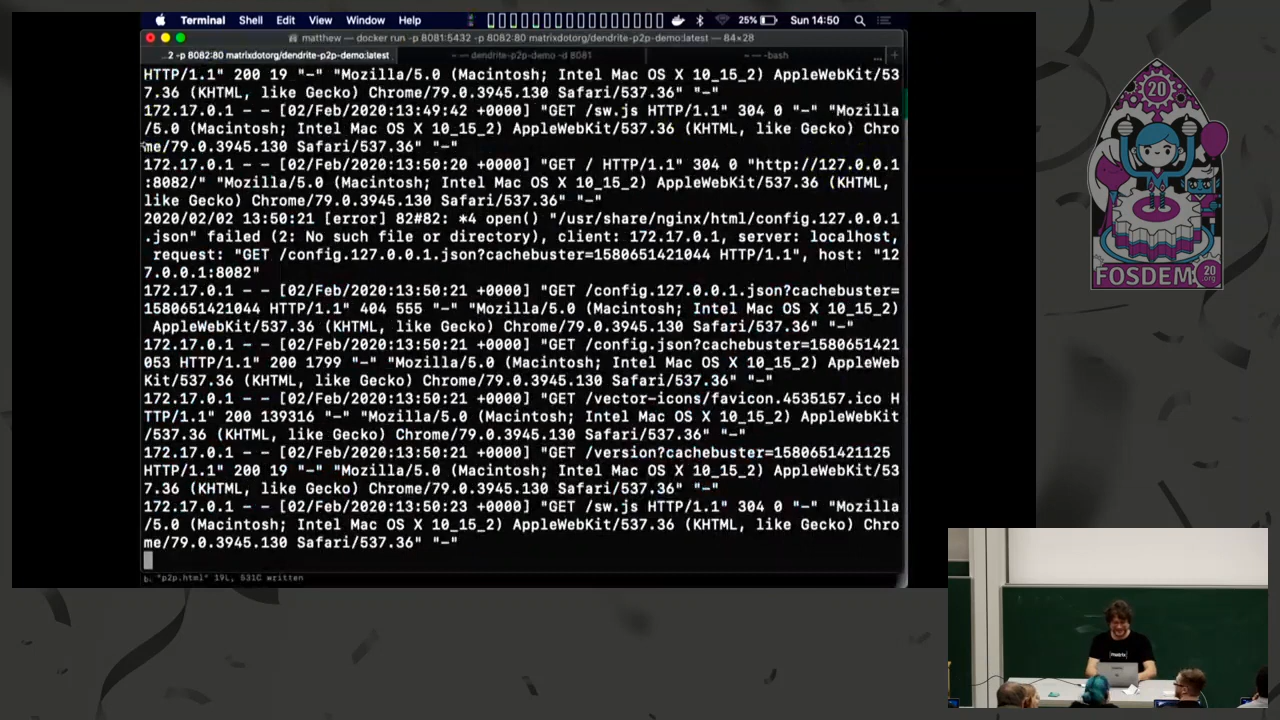 Terminal Shell Edit View Window Help 25% Sun 14:50
matthew — docker run -p 8081:5432 -p 8082:80 matrixdotorg/dendrite-p2p-demo:latest — 84×28
...2 -p 8082:80 matrixdotorg/dendrite-p2p-demo:latest
~ — dendrite-p2p-demo -d 8081
~ — -bash
HTTP/1.1" 200 19 "-" "Mozilla/5.0 (Macintosh; Intel Mac OS X 10_15_2) AppleWebKit/53
7.36 (KHTML, like Gecko) Chrome/79.0.3945.130 Safari/537.36" "-"
172.17.0.1 - - [02/Feb/2020:13:49:42 +0000] "GET /sw.js HTTP/1.1" 304 0 "-" "Mozilla
/5.0 (Macintosh; Intel Mac OS X 10_15_2) AppleWebKit/537.36 (KHTML, like Gecko) Chro
me/79.0.3945.130 Safari/537.36" "-"
172.17.0.1 - - [02/Feb/2020:13:50:20 +0000] "GET / HTTP/1.1" 304 0 "http://127.0.0.1
:8082/" "Mozilla/5.0 (Macintosh; Intel Mac OS X 10_15_2) AppleWebKit/537.36 (KHTML,
like Gecko) Chrome/79.0.3945.130 Safari/537.36" "-"
2020/02/02 13:50:21 [error] 82#82: *4 open() "/usr/share/nginx/html/config.127.0.0.1
.json" failed (2: No such file or directory), client: 172.17.0.1, server: localhost,
request: "GET /config.127.0.0.1.json?cachebuster=1580651421044 HTTP/1.1", host: "12
7.0.0.1:8082"
172.17.0.1 - - [02/Feb/2020:13:50:21 +0000] "GET /config.127.0.0.1.json?cachebuster=
1580651421044 HTTP/1.1" 404 555 "-" "Mozilla/5.0 (Macintosh; Intel Mac OS X 10_15_2)
AppleWebKit/537.36 (KHTML, like Gecko) Chrome/79.0.3945.130 Safari/537.36" "-"
172.17.0.1 - - [02/Feb/2020:13:50:21 +0000] "GET /config.json?cachebuster=1580651421
053 HTTP/1.1" 200 1799 "-" "Mozilla/5.0 (Macintosh; Intel Mac OS X 10_15_2) AppleWeb
Kit/537.36 (KHTML, like Gecko) Chrome/79.0.3945.130 Safari/537.36" "-"
172.17.0.1 - - [02/Feb/2020:13:50:21 +0000] "GET /vector-icons/favicon.4535157.ico H
TTP/1.1" 200 139316 "-" "Mozilla/5.0 (Macintosh; Intel Mac OS X 10_15_2) AppleWebKit
/537.36 (KHTML, like Gecko) Chrome/79.0.3945.130 Safari/537.36" "-"
172.17.0.1 - - [02/Feb/2020:13:50:21 +0000] "GET /version?cachebuster=1580651421125
HTTP/1.1" 200 19 "-" "Mozilla/5.0 (Macintosh; Intel Mac OS X 10_15_2) AppleWebKit/53
7.36 (KHTML, like Gecko) Chrome/79.0.3945.130 Safari/537.36" "-"
172.17.0.1 - - [02/Feb/2020:13:50:23 +0000] "GET /sw.js HTTP/1.1" 304 0 "-" "Mozilla
/5.0 (Macintosh; Intel Mac OS X 10_15_2) AppleWebKit/537.36 (KHTML, like Gecko) Chro
me/79.0.3945.130 Safari/537.36" "-"
"p2p.html" 19L, 631C written
20
FOSDEM 20 .org
[matrix]